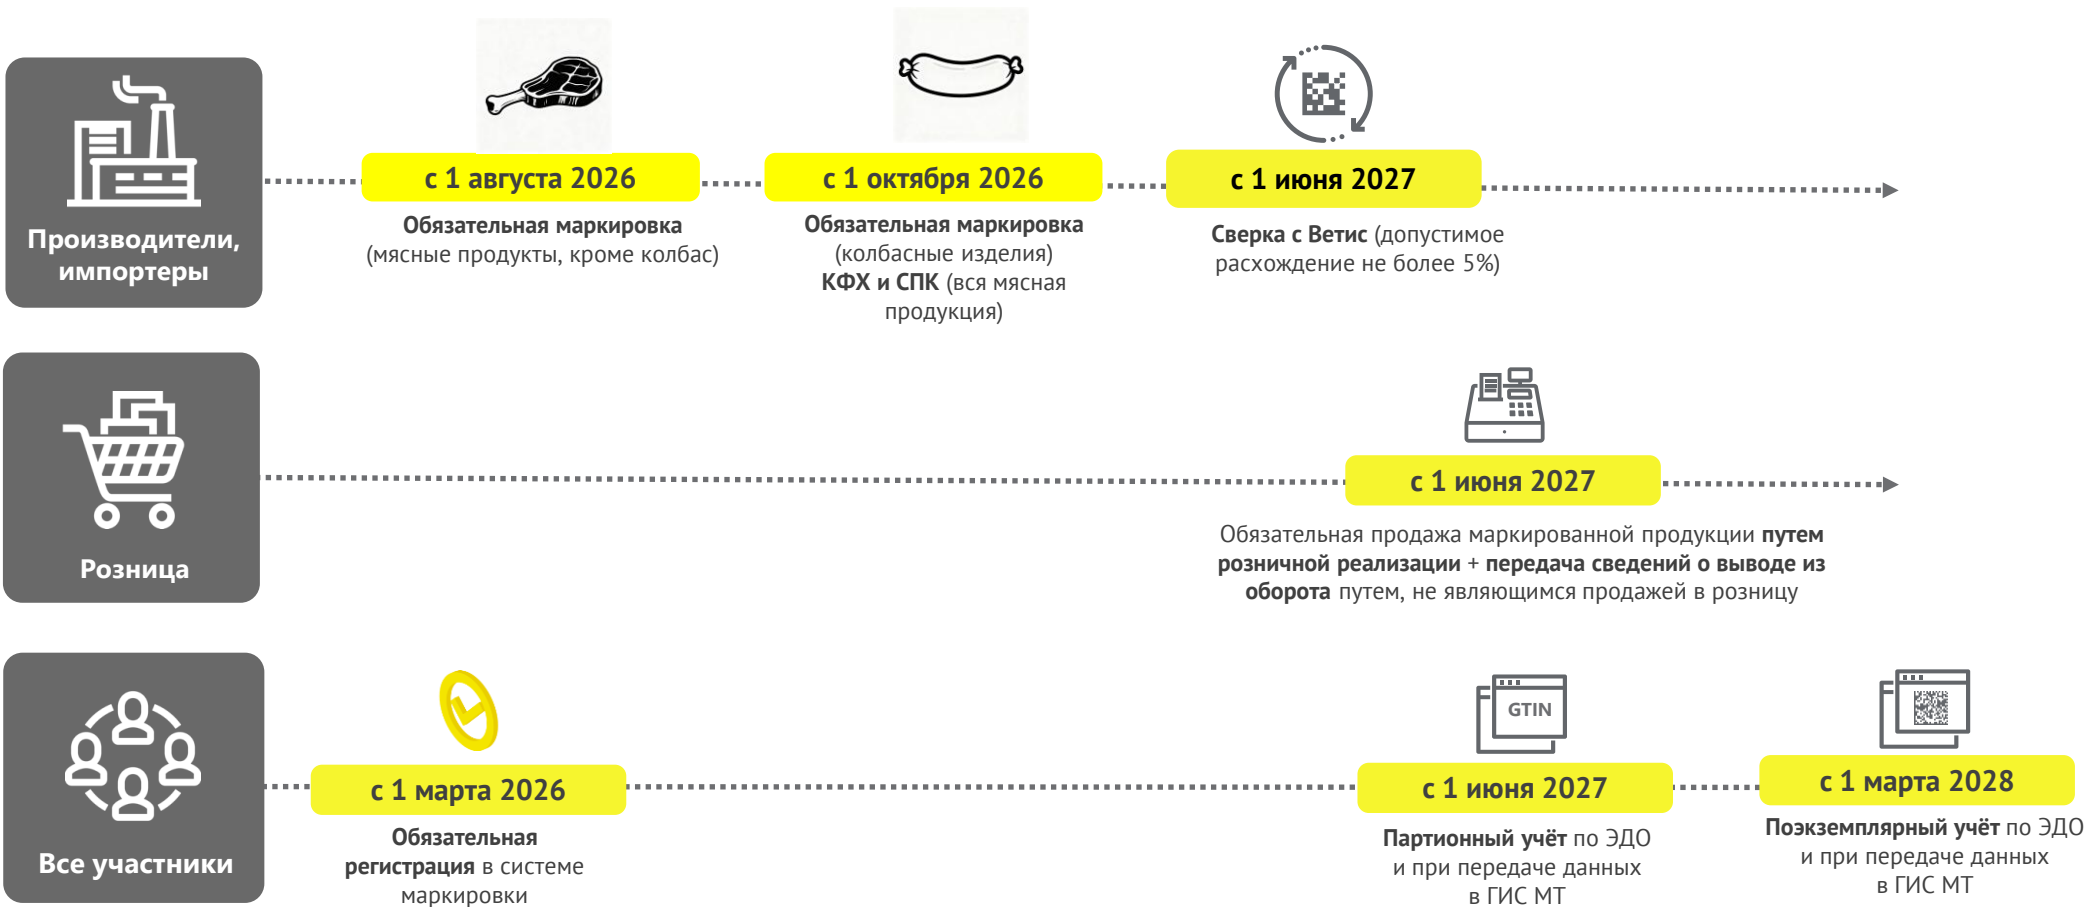 Производители,
импортеры
с 1 августа 2026
Обязательная маркировка
(мясные продукты, кроме колбас)
с 1 октября 2026
Обязательная маркировка
(колбасные изделия)
КФХ и СПК (вся мясная
продукция)
с 1 июня 2027
Сверка с Ветис (допустимое
расхождение не более 5%)
Розница
с 1 июня 2027
Обязательная продажа маркированной продукции путем
розничной реализации + передача сведений о выводе из
оборота путем, не являющимся продажей в розницу
Все участники
с 1 марта 2026
Обязательная
регистрация в системе
маркировки
GTIN
с 1 июня 2027
Партионный учёт по ЭДО
и при передаче данных
в ГИС МТ
с 1 марта 2028
Поэкземплярный учёт по ЭДО
и при передаче данных
в ГИС МТ